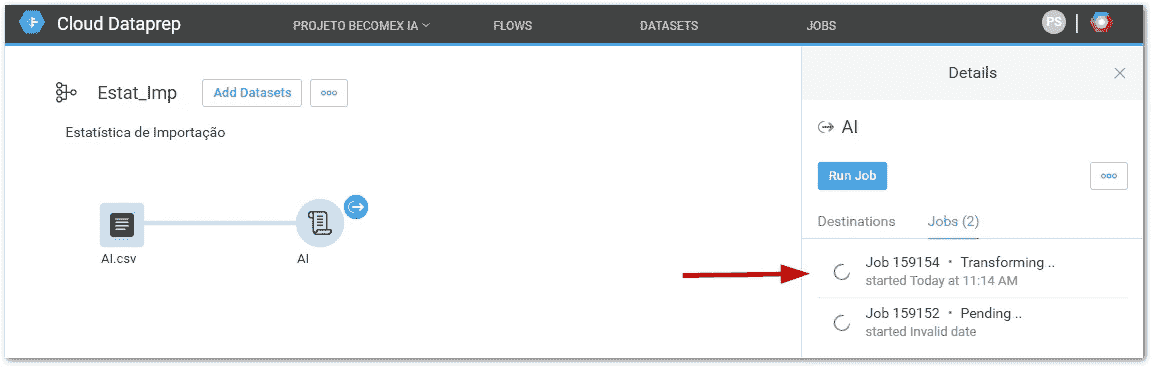 Cloud Dataprep
PROJETO BECOMEX IA
FLOWS
DATASETS
JOBS
PS
Estat_Imp
Add Datasets
Estatística de Importação
AI.csv
AI
Details
AI
Run Job
Destinations
Jobs (2)
Job 159154 • Transforming ..
started Today at 11:14 AM
Job 159152 • Pending ..
started Invalid date